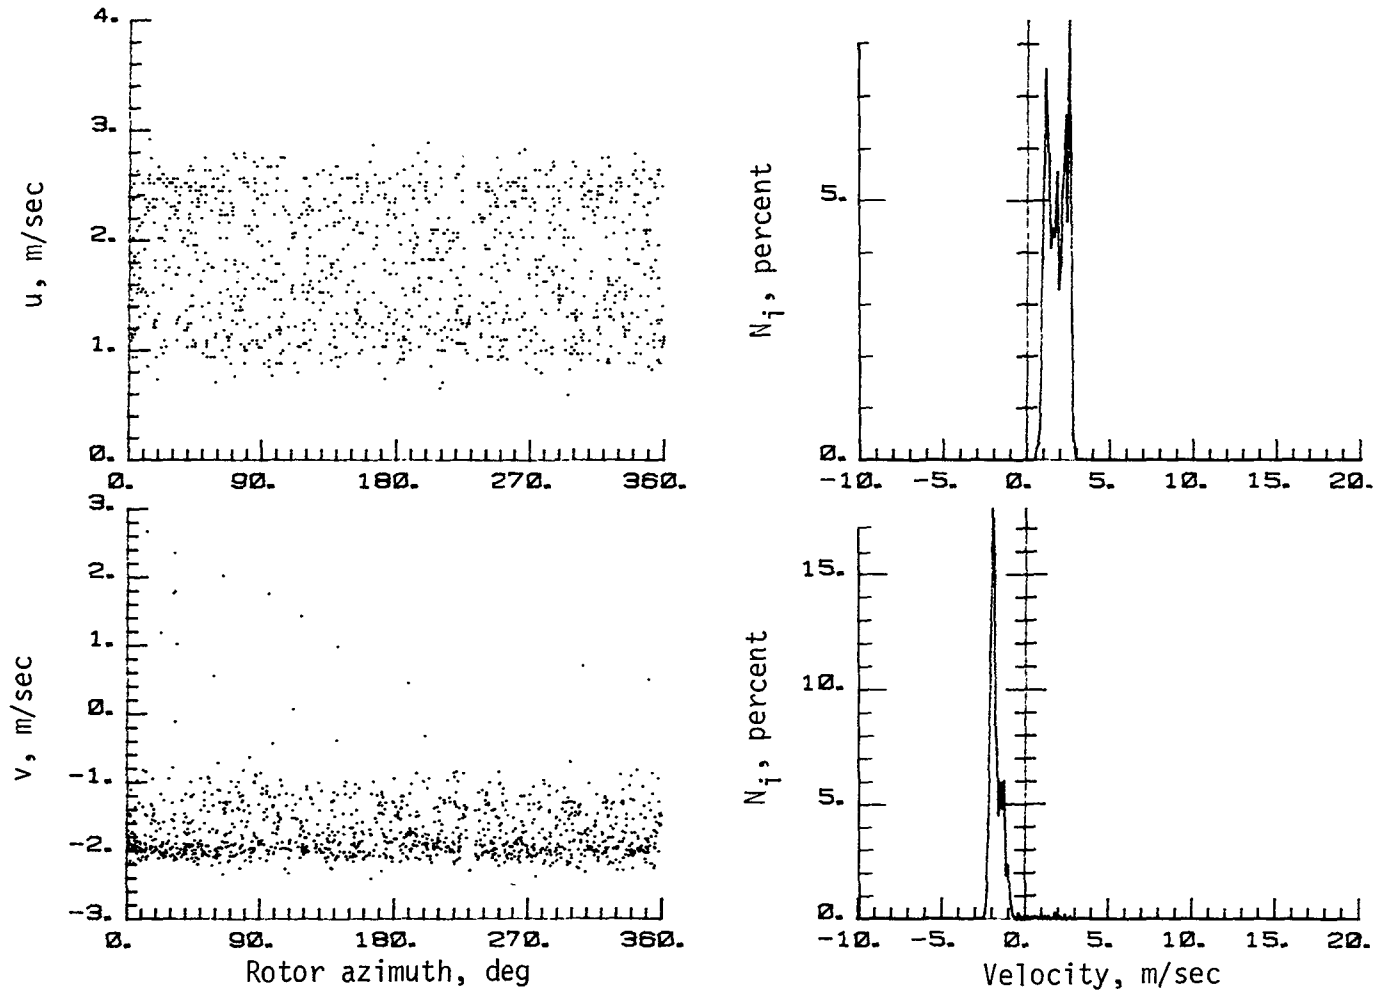 4.
3.
2.
1.
0.
u, m/sec
0. 90. 180. 270. 360.
5.
0.
N_i, percent
-10. -5. 0. 5. 10. 15. 20.
3.
2.
1.
0.
-1.
-2.
-3.
v, m/sec
0. 90. 180. 270. 360.
Rotor azimuth, deg
15.
10.
5.
0.
N_i, percent
-10. -5. 0. 5. 10. 15. 20.
Velocity, m/sec